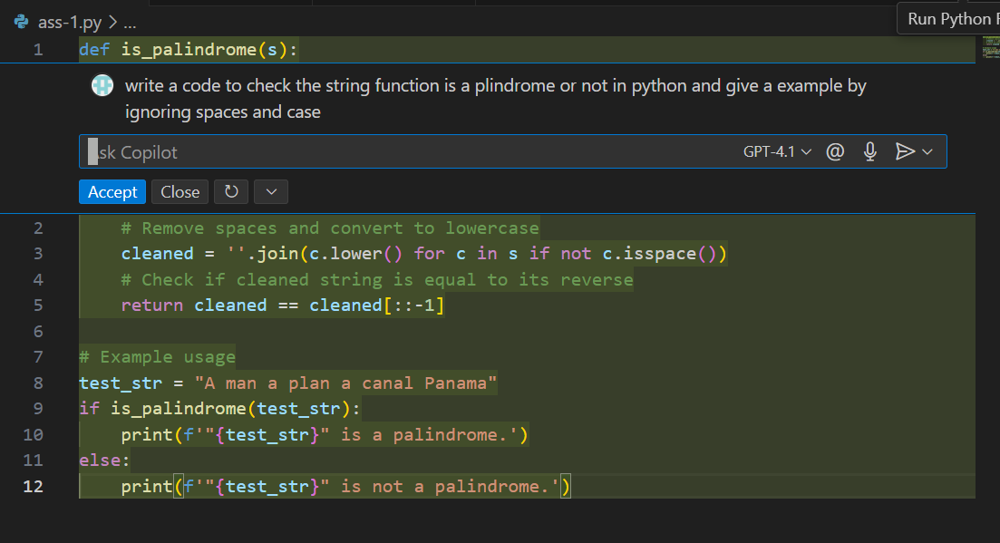 ass-1.py > ...
Run Python
1 def is_palindrome(s):
write a code to check the string function is a plindrome or not in python and give a example by
ignoring spaces and case
sk Copilot
GPT-4.1
Accept Close
2     # Remove spaces and convert to lowercase
3     cleaned = ''.join(c.lower() for c in s if not c.isspace())
4     # Check if cleaned string is equal to its reverse
5     return cleaned == cleaned[::-1]
6
7 # Example usage
8 test_str = "A man a plan a canal Panama"
9 if is_palindrome(test_str):
10     print(f'"{test_str}" is a palindrome.')
11 else:
12     print(f'"{test_str}" is not a palindrome.')